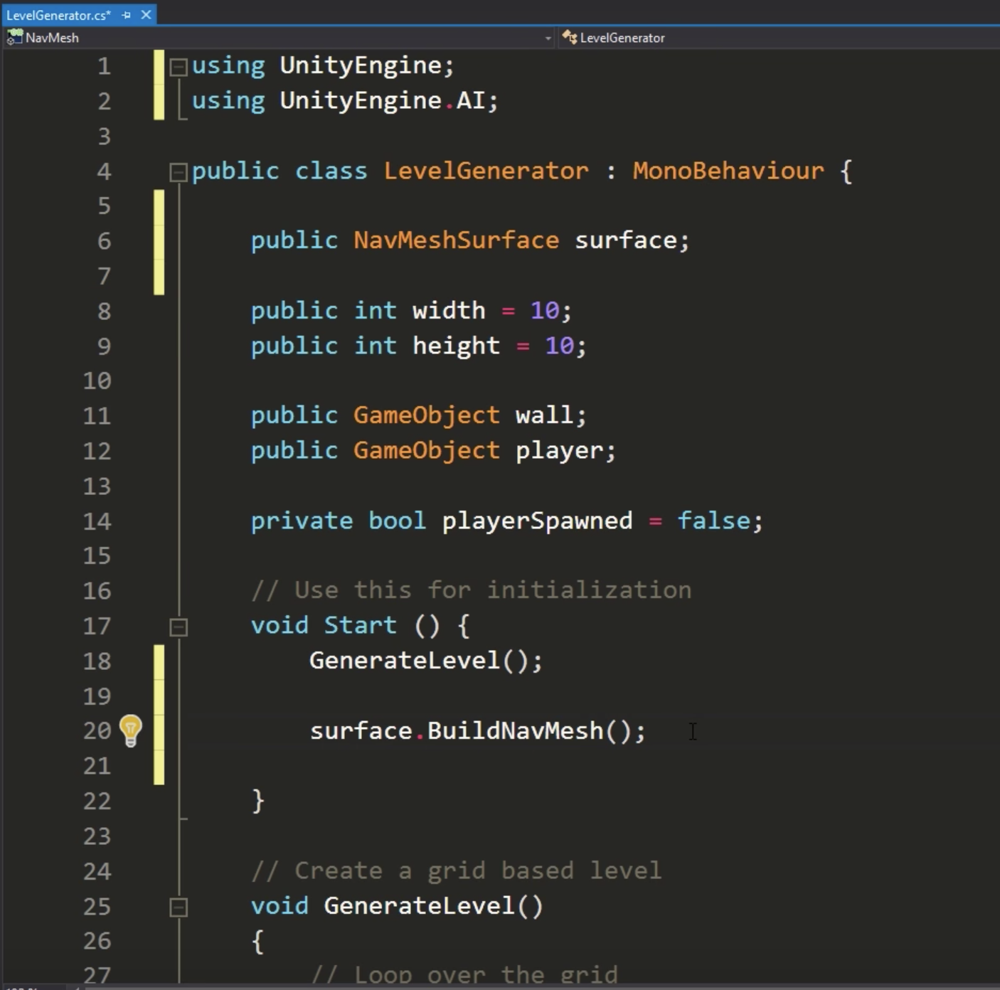 LevelGenerator.cs*
NavMesh LevelGenerator
1 using UnityEngine;
2 using UnityEngine.AI;
3
4 public class LevelGenerator : MonoBehaviour {
5
6 public NavMeshSurface surface;
7
8 public int width = 10;
9 public int height = 10;
10
11 public GameObject wall;
12 public GameObject player;
13
14 private bool playerSpawned = false;
15
16 // Use this for initialization
17 void Start () {
18 GenerateLevel();
19
20 surface.BuildNavMesh();
21
22 }
23
24 // Create a grid based level
25 void GenerateLevel()
26 {
27 // Loop over the grid